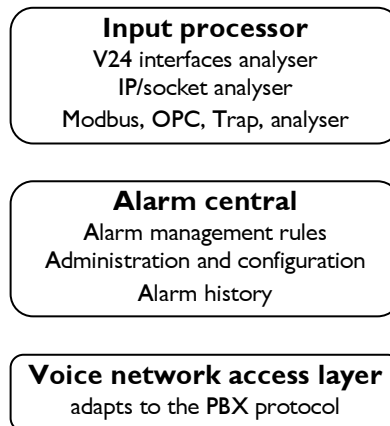 Input processor
V24 interfaces analyser
IP/socket analyser
Modbus, OPC, Trap, analyser
Alarm central
Alarm management rules
Administration and configuration
Alarm history
Voice network access layer
adapts to the PBX protocol